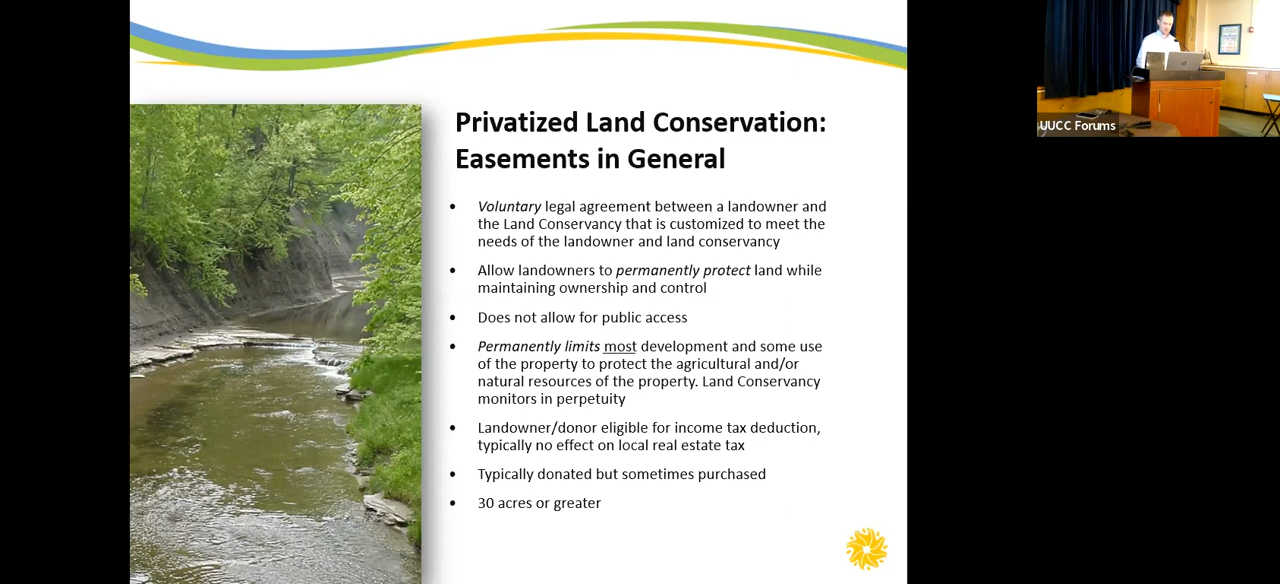 Privatized Land Conservation:
Easements in General
• Voluntary legal agreement between a landowner and
the Land Conservancy that is customized to meet the
needs of the landowner and land conservancy
• Allow landowners to permanently protect land while
maintaining ownership and control
• Does not allow for public access
• Permanently limits most development and some use
of the property to protect the agricultural and/or
natural resources of the property. Land Conservancy
monitors in perpetuity
• Landowner/donor eligible for income tax deduction,
typically no effect on local real estate tax
• Typically donated but sometimes purchased
• 30 acres or greater
UUCC Forums